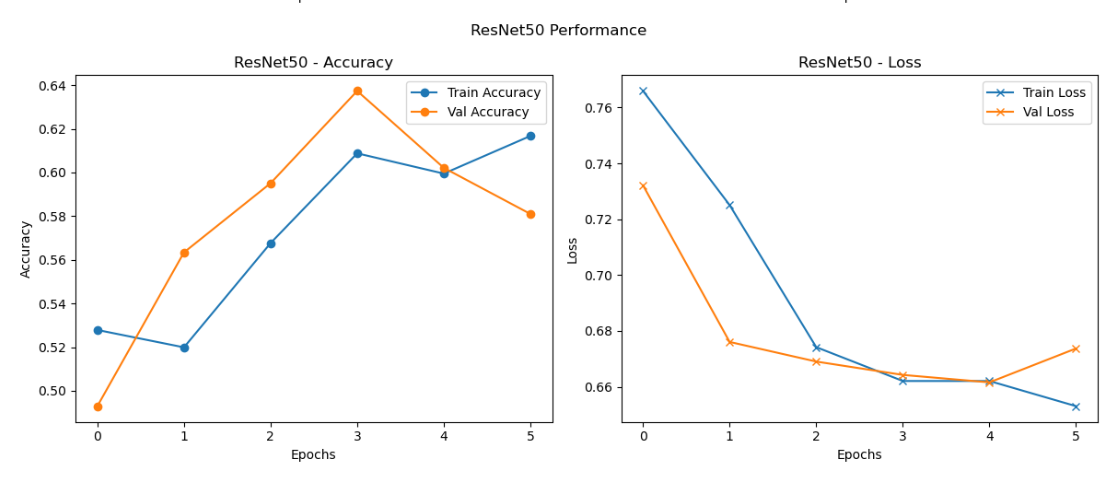 ResNet50 Performance
ResNet50 - Accuracy
Train Accuracy
Val Accuracy
Accuracy
0.64
0.62
0.60
0.58
0.56
0.54
0.52
0.50
0 1 2 3 4 5
Epochs
ResNet50 - Loss
Train Loss
Val Loss
Loss
0.76
0.74
0.72
0.70
0.68
0.66
0 1 2 3 4 5
Epochs